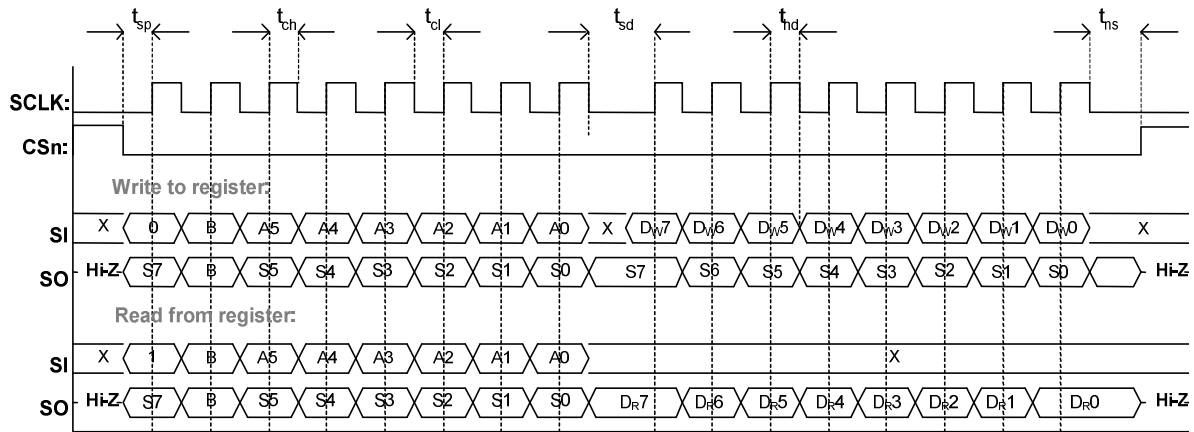 tsp tch tcl tsd thd tns
SCLK:
CSn:
Write to register:
SI X 0 B A5 A4 A3 A2 A1 A0 X DW7 DW6 DW5 DW4 DW3 DW2 DW1 DW0 X
SO Hi-Z S7 B S5 S4 S3 S2 S1 S0 S7 S6 S5 S4 S3 S2 S1 S0 Hi-Z
Read from register:
SI X 1 B A5 A4 A3 A2 A1 A0 X
SO Hi-Z S7 B S5 S4 S3 S2 S1 S0 DR7 DR6 DR5 DR4 DR3 DR2 DR1 DR0 Hi-Z